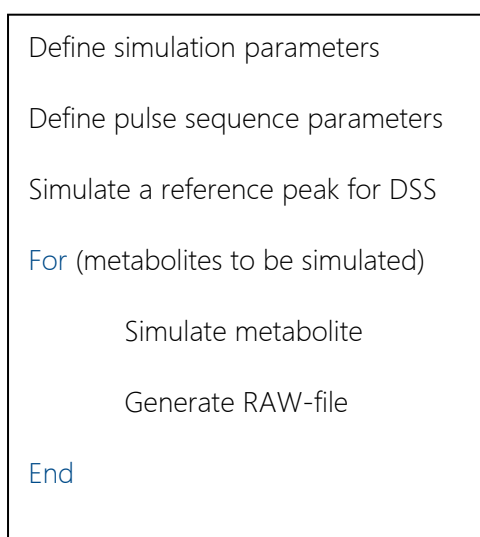 Define simulation parameters
Define pulse sequence parameters
Simulate a reference peak for DSS
For (metabolites to be simulated)
Simulate metabolite
Generate RAW-file
End